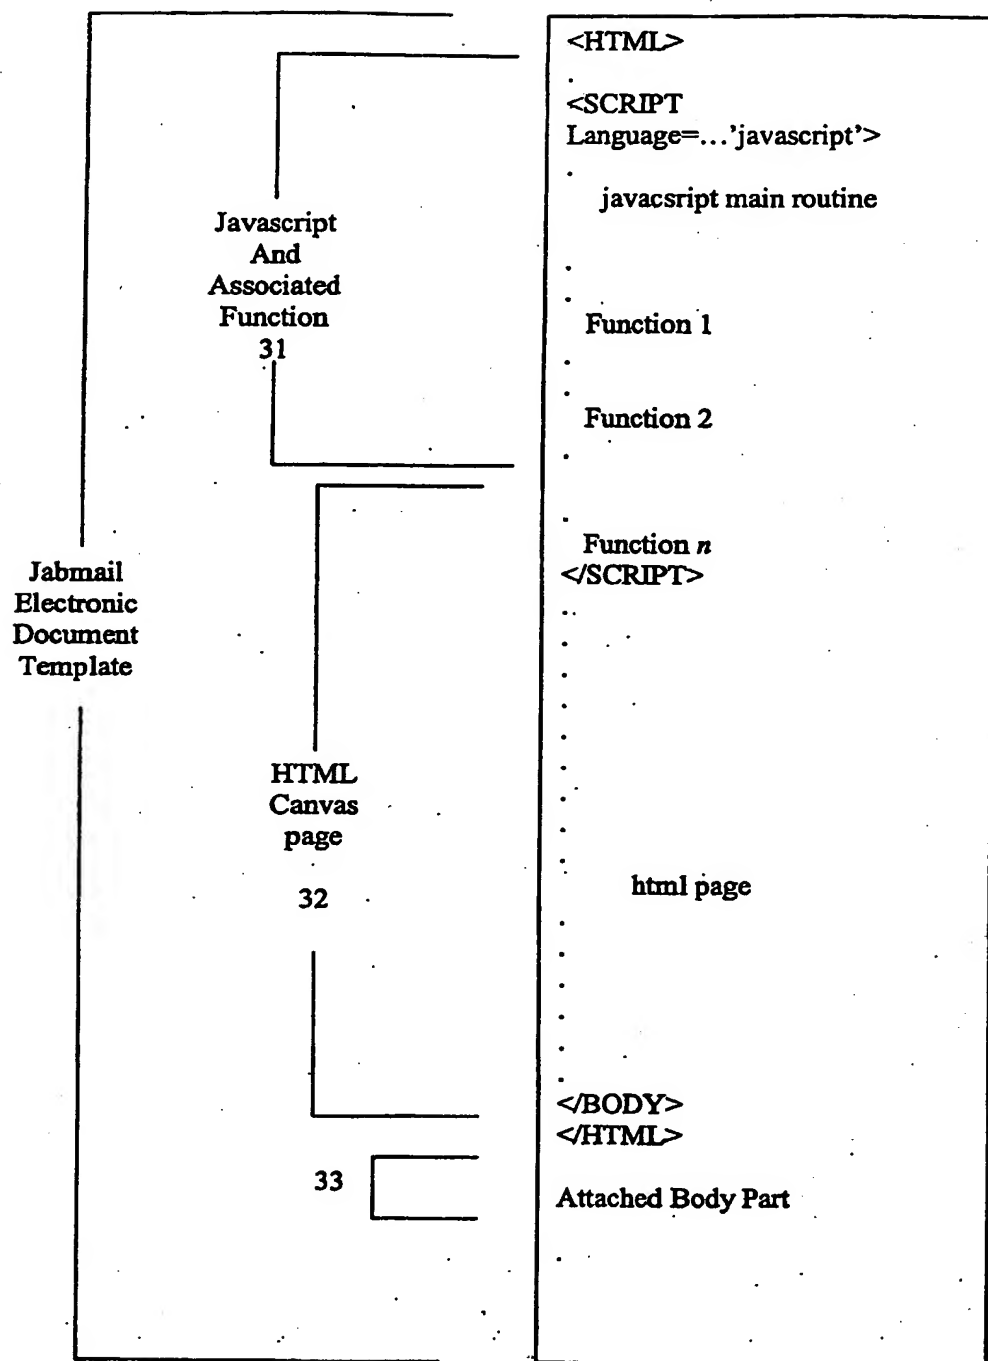 Jabmail
Electronic
Document
Template
Javascript
And
Associated
Function
31
HTML
Canvas
page
32
33
<HTML>
.
<SCRIPT
Language=...'javascript'>
.
javacsript main routine
.
.
Function 1
.
.
Function 2
.
.
Function n
</SCRIPT>
..
.
.
.
.
.
.
.
.
html page
.
.
.
.
.
.
</BODY>
</HTML>
Attached Body Part
.